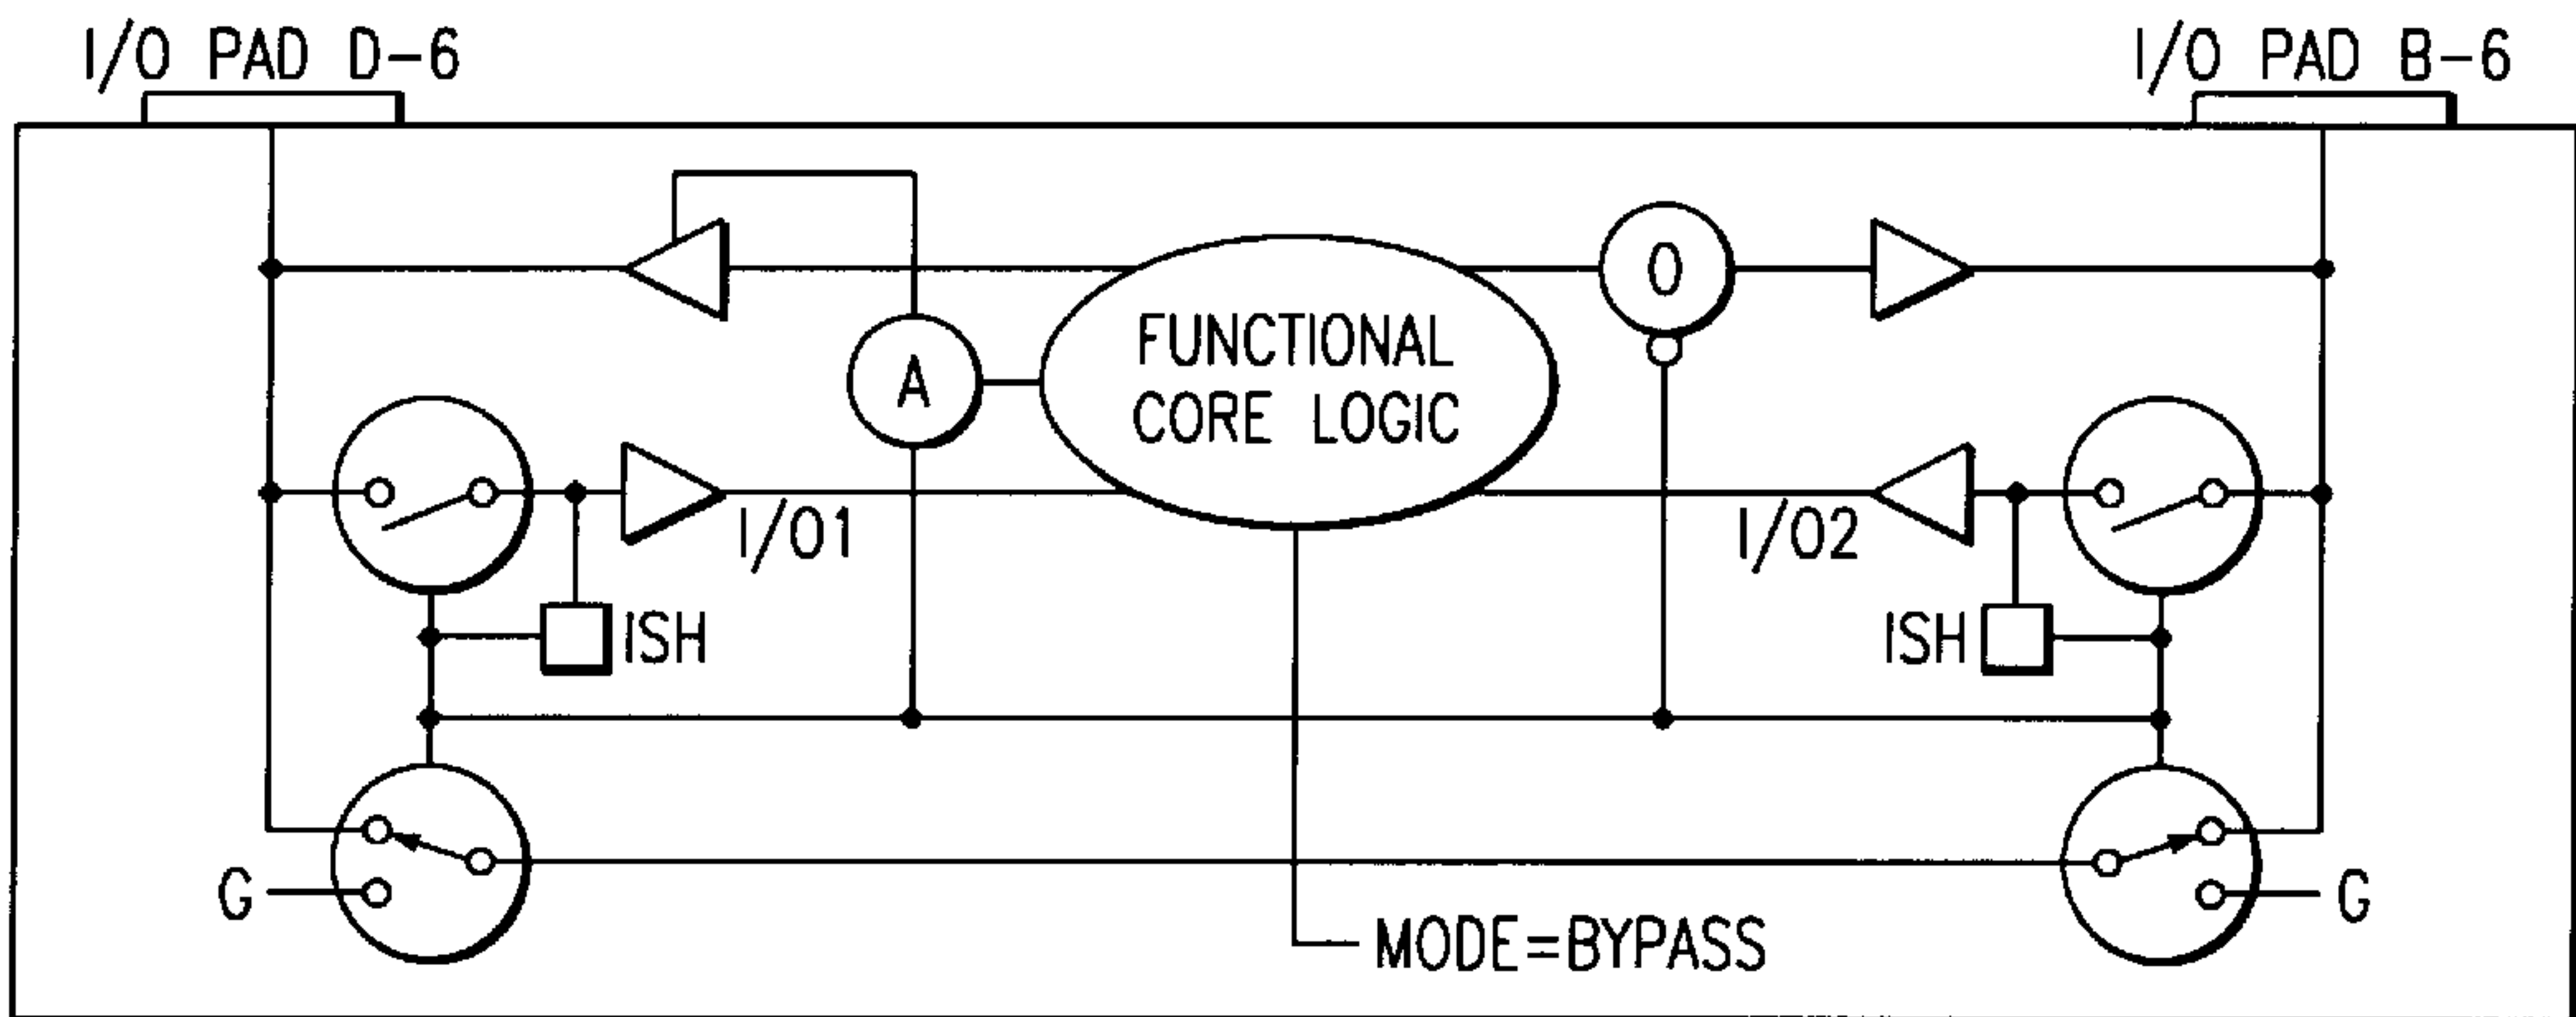 I/O PAD D-6
I/O PAD B-6
O
A
FUNCTIONAL
CORE LOGIC
I/O1
I/O2
ISH
ISH
G
G
MODE=BYPASS